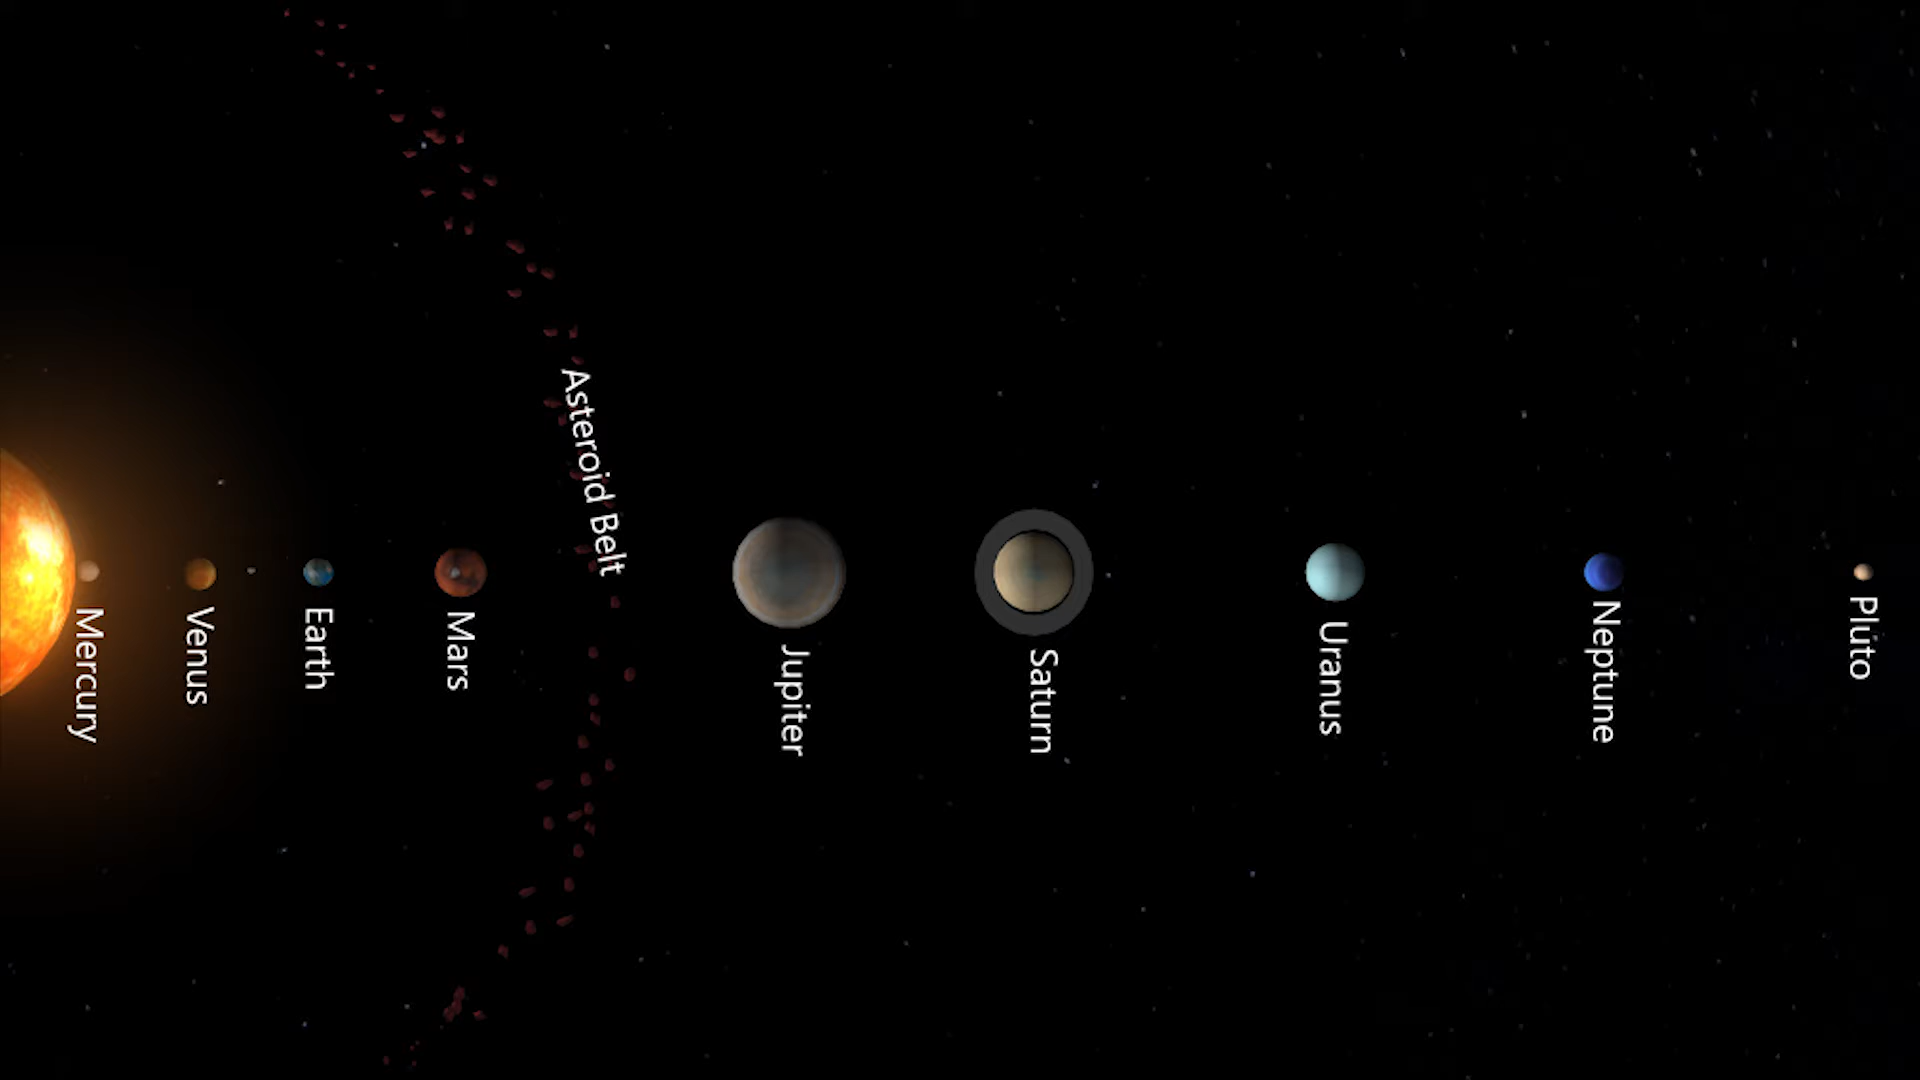 Mercury
Venus
Earth
Mars
Asteroid Belt
Jupiter
Saturn
Uranus
Neptune
Pluto